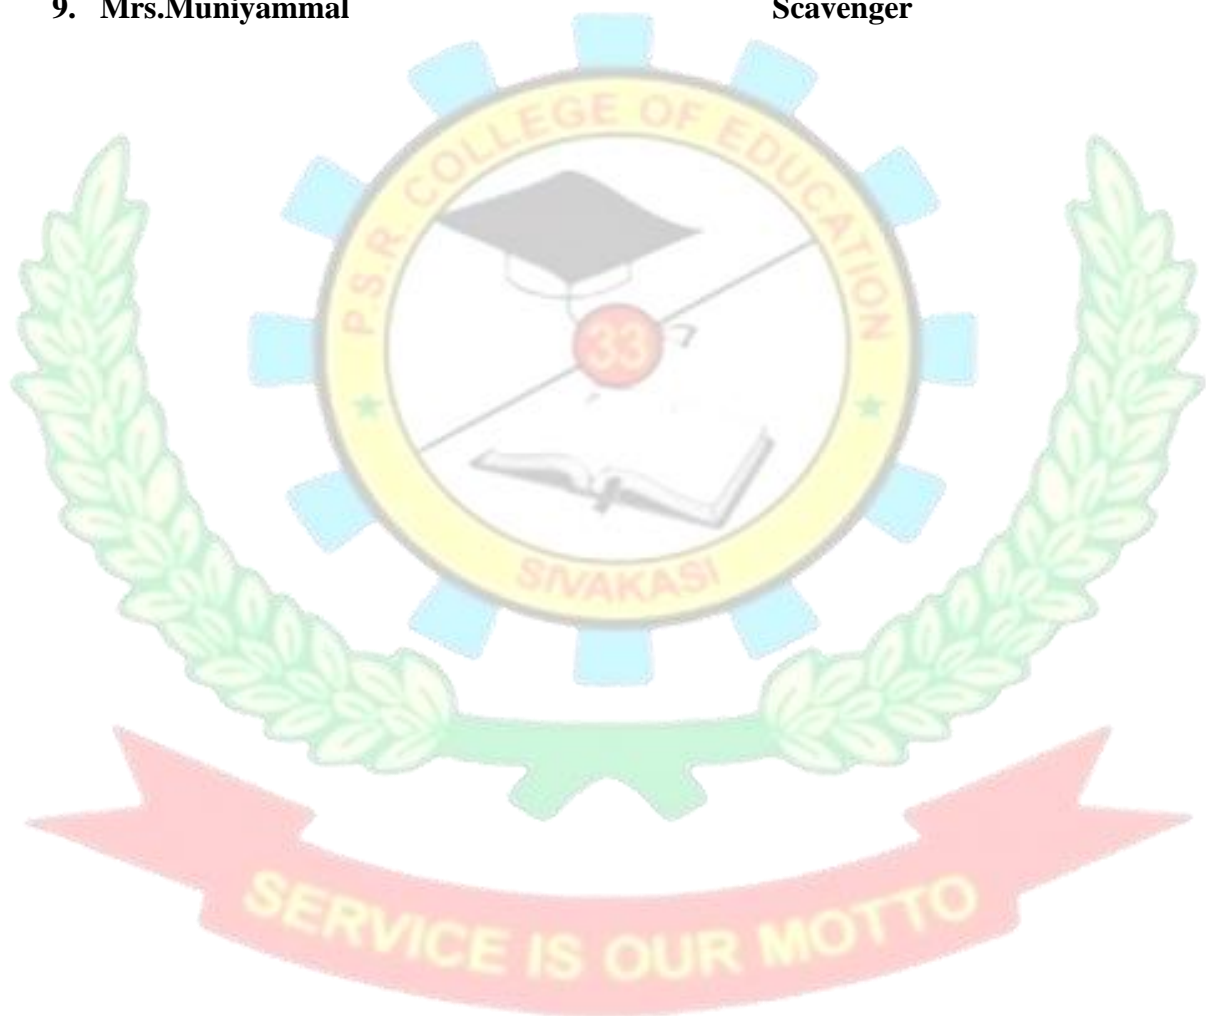 9. Mrs.Muniyammal Scavenger
P.S.R. COLLEGE OF EDUCATION
33
SIVAKASI
SERVICE IS OUR MOTTO